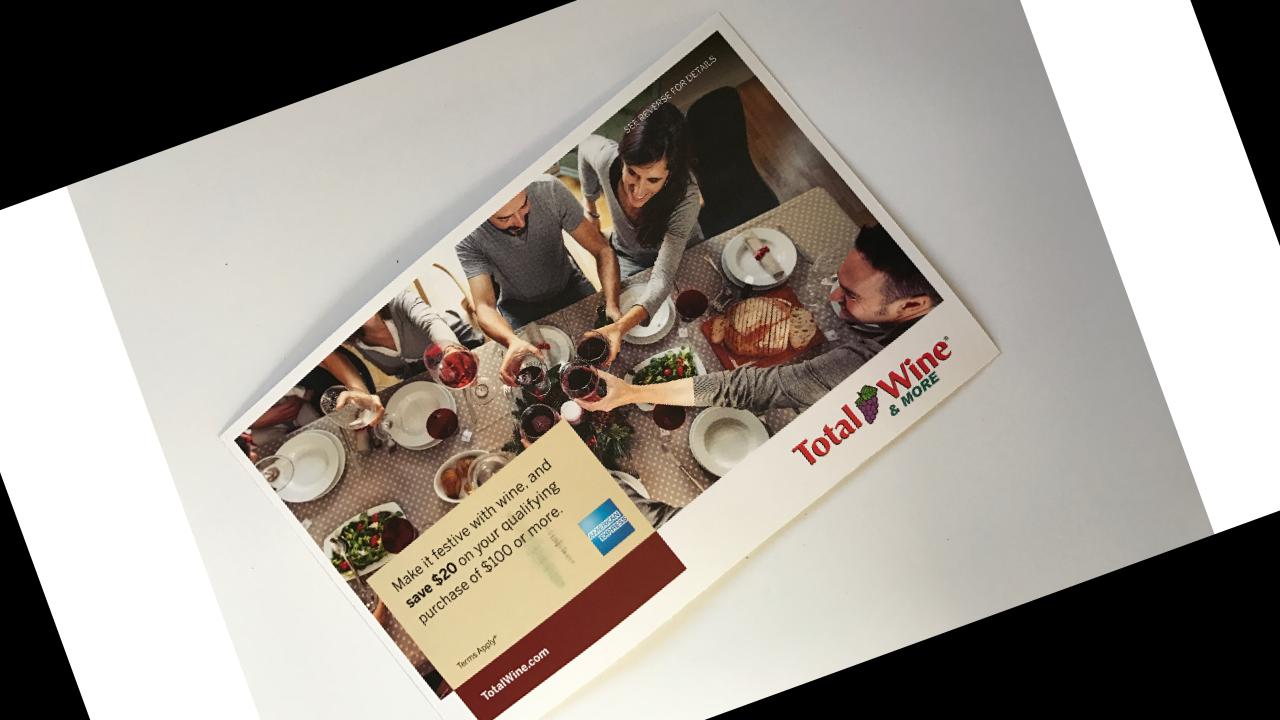 SEE REVERSE FOR DETAILS
Total Wine®
& MORE
Make it festive with wine, and
save $20 on your qualifying
purchase of $100 or more.
AMERICAN
EXPRESS
Terms Apply*
TotalWine.com